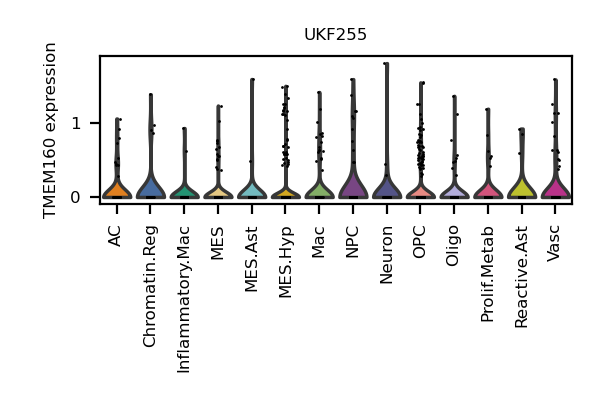 UKF255
TMEM160 expression
1
0
AC
Chromatin.Reg
Inflammatory.Mac
MES
MES.Ast
MES.Hyp
Mac
NPC
Neuron
OPC
Oligo
Prolif.Metab
Reactive.Ast
Vasc